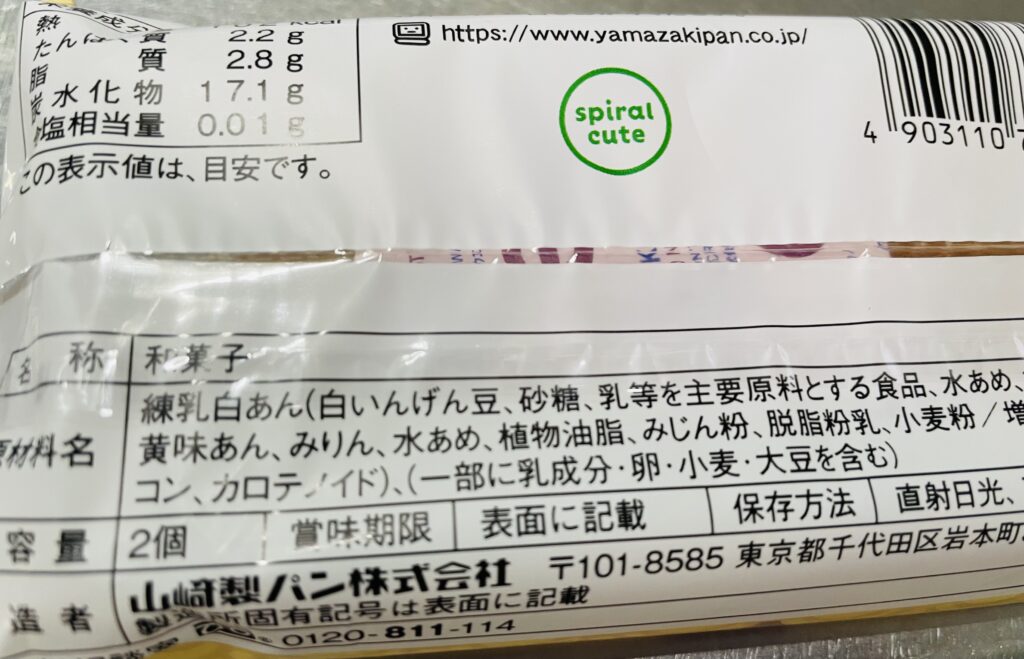 熱 kcal
たんぱく質 2.2 g
脂質 2.8 g
炭水化物 17.1 g
塩相当量 0.01 g
この表示値は、目安です。
https://www.yamazakipan.co.jp/
spiral
cute
4 903110
名称 和菓子
原材料名 練乳白あん(白いんげん豆、砂糖、乳等を主要原料とする食品、水あめ、
黄味あん、みりん、水あめ、植物油脂、みじん粉、脱脂粉乳、小麦粉/増
コン、カロテノイド)、(一部に乳成分・卵・小麦・大豆を含む)
容量 2個 賞味期限 表面に記載 保存方法 直射日光、
造者 山崎製パン株式会社 〒101-8585 東京都千代田区岩本町
製造所固有記号は表面に記載
0120-811-114